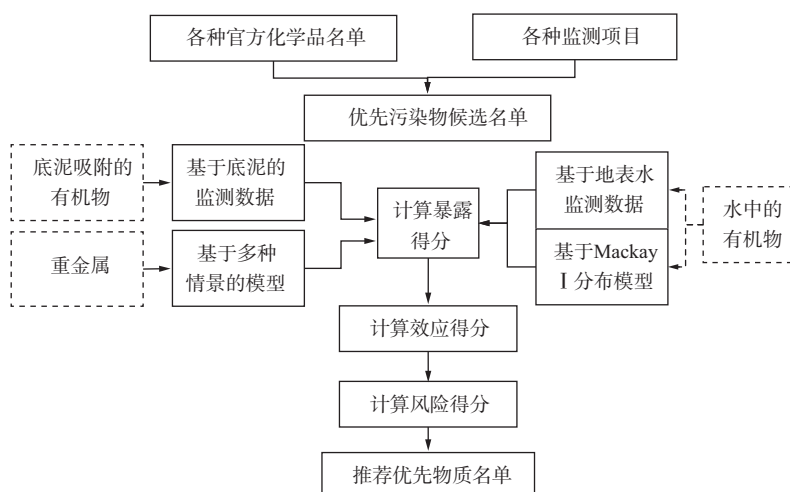 各种官方化学品名单
各种监测项目
优先污染物候选名单
底泥吸附的
有机物
基于底泥的
监测数据
计算暴露
得分
基于地表水
监测数据
水中的
有机物
重金属
基于多种
情景的模型
基于Mackay
Ⅰ分布模型
计算效应得分
计算风险得分
推荐优先物质名单